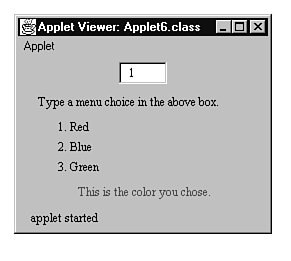 Applet Viewer: Applet6.class
Applet
1
Type a menu choice in the above box.
1. Red
2. Blue
3. Green
This is the color you chose.
applet started